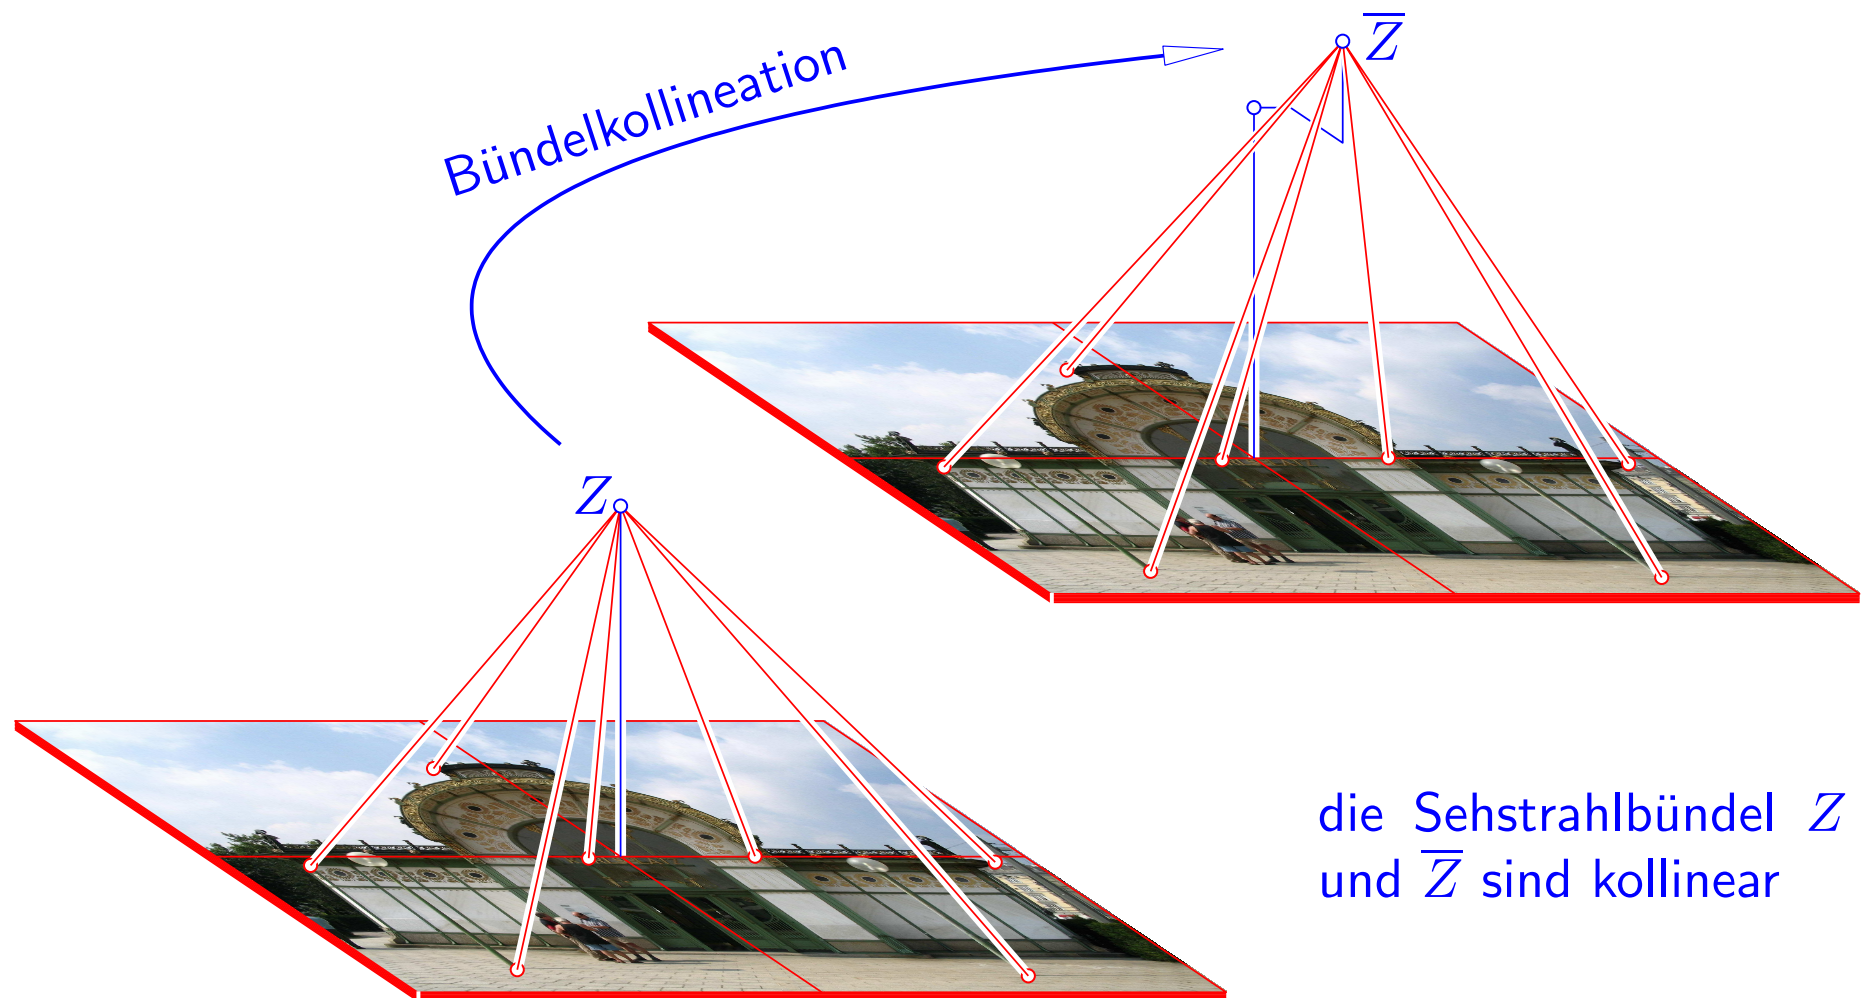 Bündelkollineation
Z̅
Z
die Sehstrahlbündel Z
und Z̅ sind kollinear